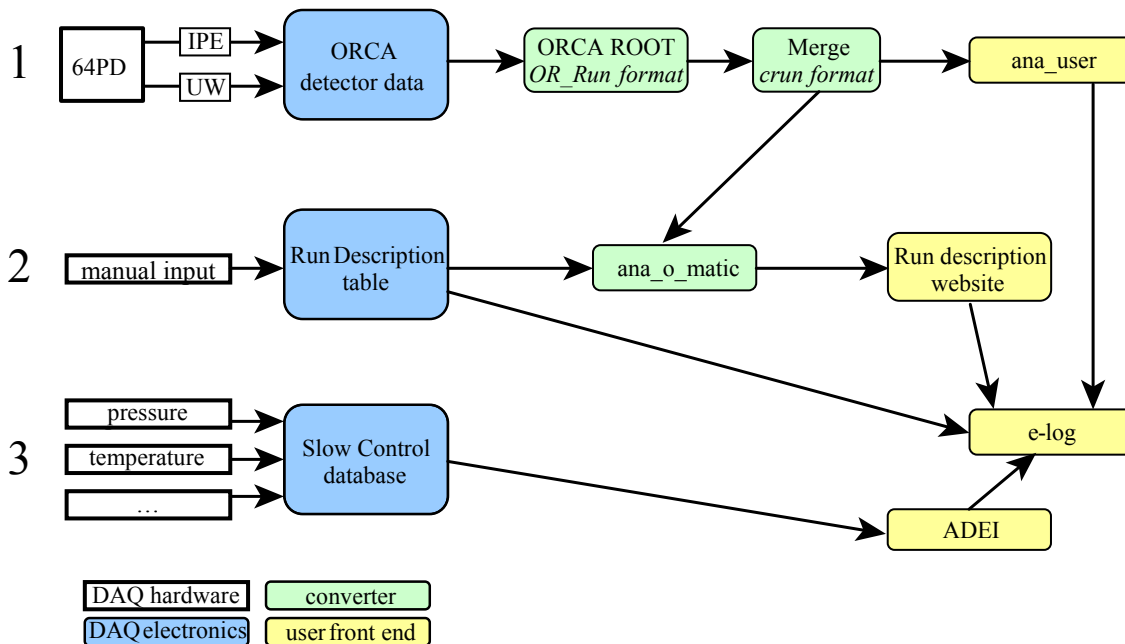 1
64PD
IPE
UW
ORCA
detector data
ORCA ROOT
OR_Run format
Merge
crun format
ana_user
2
manual input
Run Description
table
ana_o_matic
Run description
website
3
pressure
temperature
…
Slow Control
database
e-log
ADEI
DAQ hardware
converter
DAQ electronics
user front end